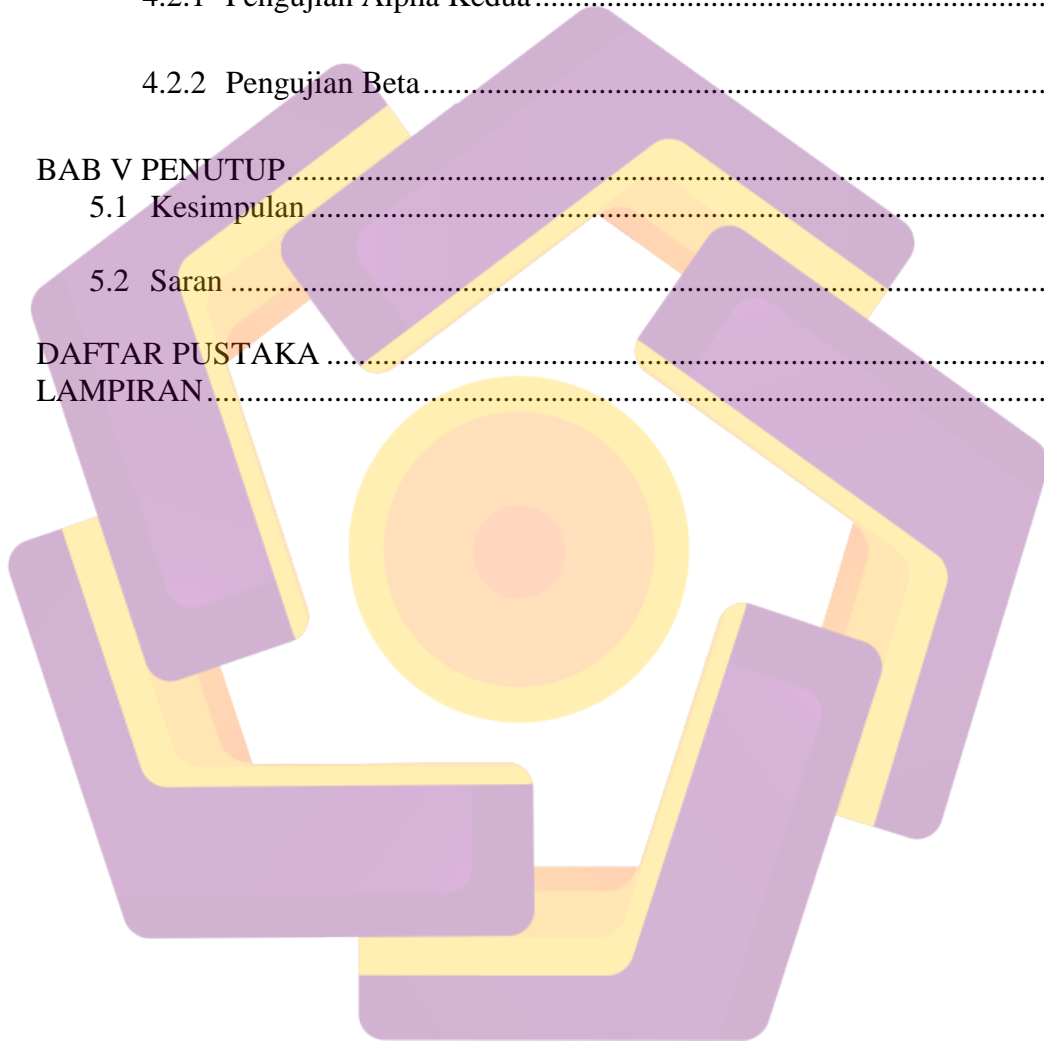 4.2.1 Pengujian Alpha Kedua................................................................
4.2.2 Pengujian Beta..............................................................................
BAB V PENUTUP...............................................................................................
5.1 Kesimpulan............................................................................................
5.2 Saran......................................................................................................
DAFTAR PUSTAKA..........................................................................................
LAMPIRAN.........................................................................................................